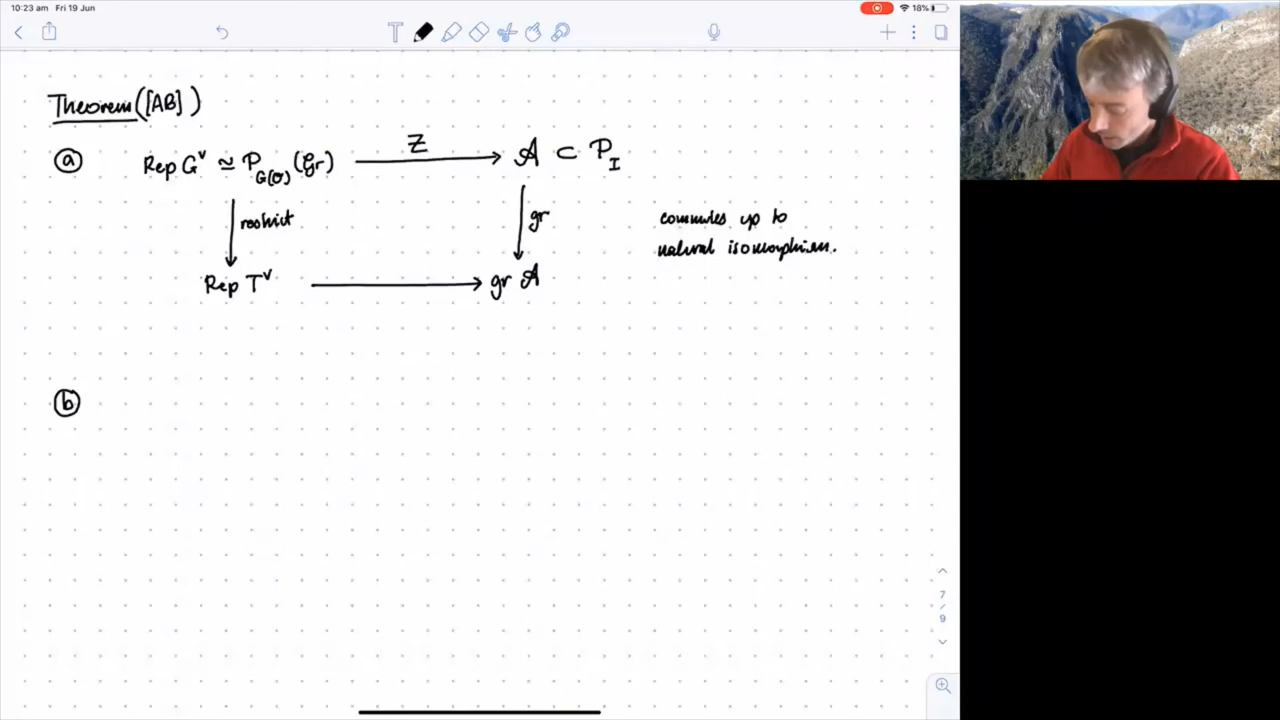 10:23 am Fri 19 Jun
18%
Theorem ([AB])
ⓐ Rep G^∨ ≃ P_{G(O)}(Gr) ⟶ 𝒜 ⊂ P_I
Z
restrict
gr
commutes up to
natural isomorphism.
Rep T^∨ ⟶ gr 𝒜
ⓑ
7
/
9